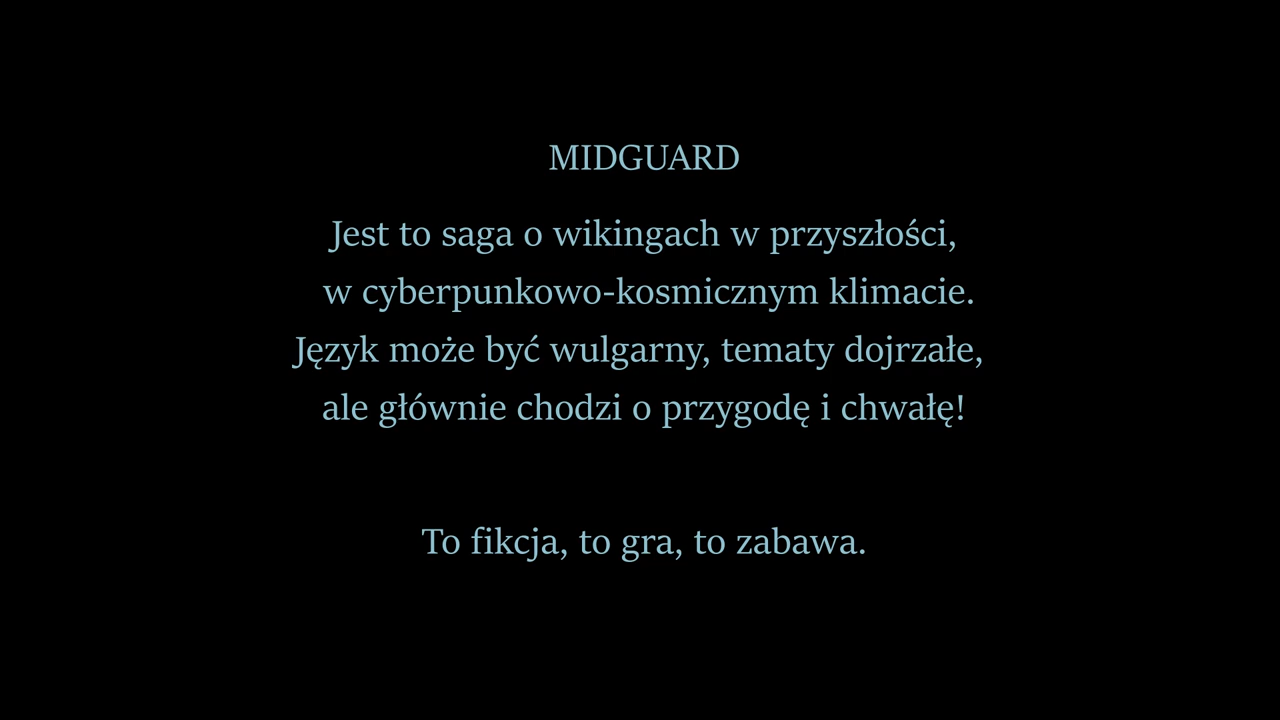 MIDGUARD
Jest to saga o wikingach w przyszłości,
w cyberpunkowo-kosmicznym klimacie.
Język może być wulgarny, tematy dojrzałe,
ale głównie chodzi o przygodę i chwałę!
To fikcja, to gra, to zabawa.